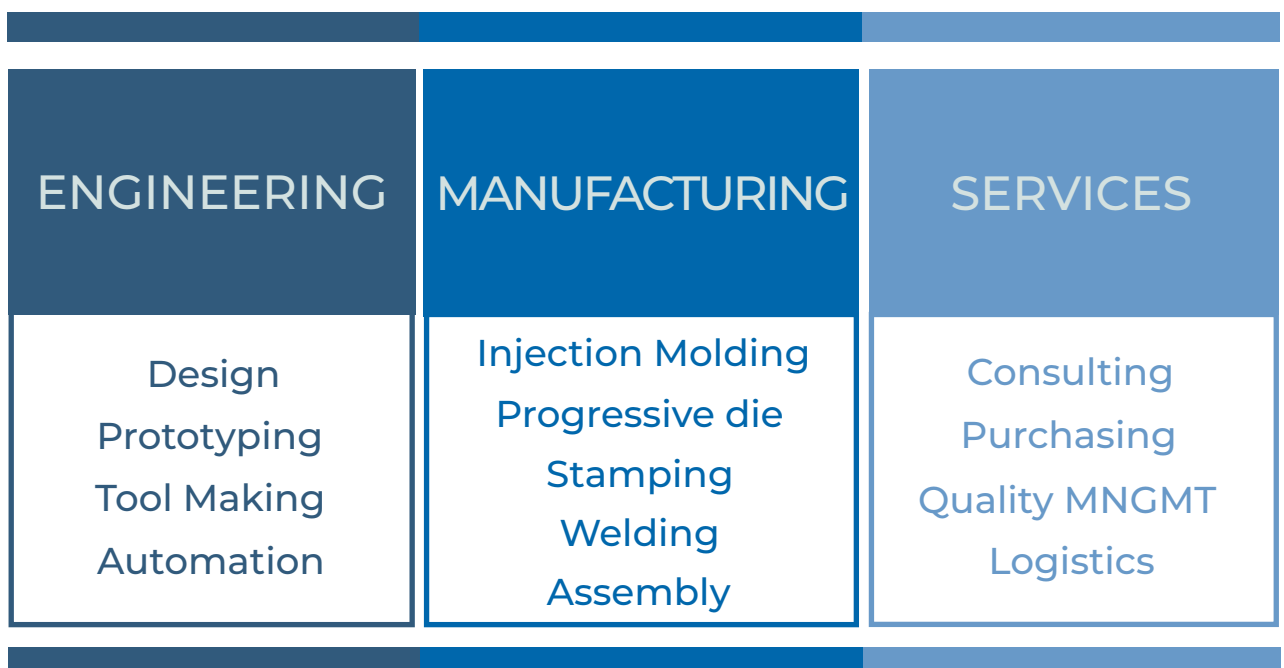 ENGINEERING
Design
Prototyping
Tool Making
Automation
MANUFACTURING
Injection Molding
Progressive die
Stamping
Welding
Assembly
SERVICES
Consulting
Purchasing
Quality MNGMT
Logistics